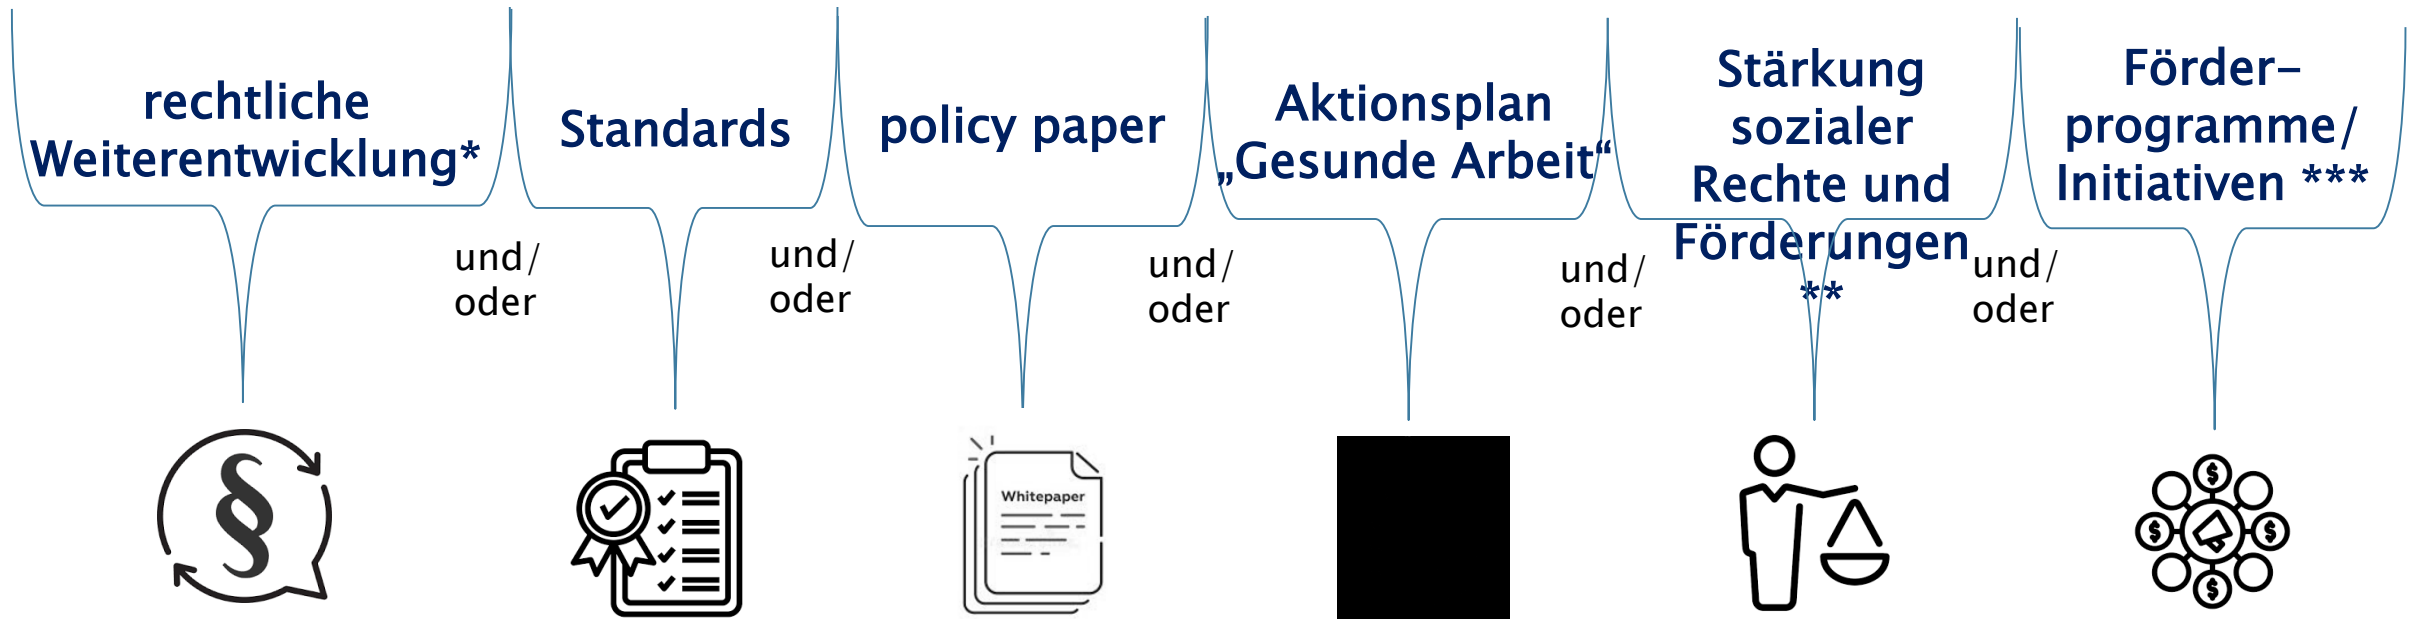 rechtliche
Weiterentwicklung*
und/
oder
Standards
und/
oder
policy paper
und/
oder
Aktionsplan
„Gesunde Arbeit“
und/
oder
Stärkung
sozialer
Rechte und
Förderungen
**
und/
oder
Förder-
programme/
Initiativen ***
§
Whitepaper
$
$
$
$